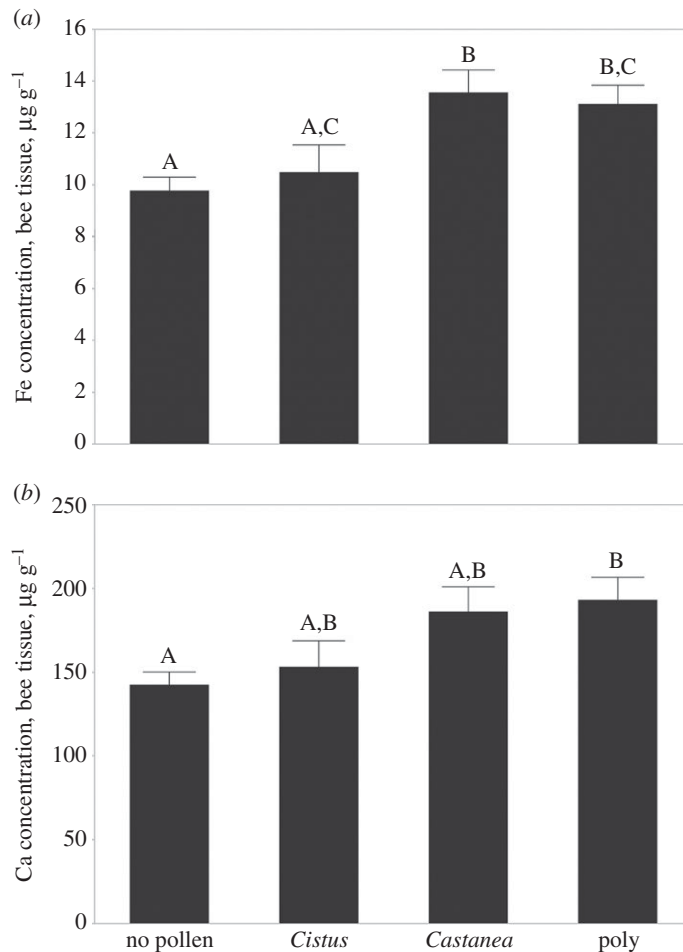 (a)
16
14
12
10
8
6
4
2
0
Fe concentration, bee tissue, µg g⁻¹
A
A,C
B
B,C
(b)
250
200
150
100
50
0
Ca concentration, bee tissue, µg g⁻¹
A
A,B
A,B
B
no pollen Cistus Castanea poly